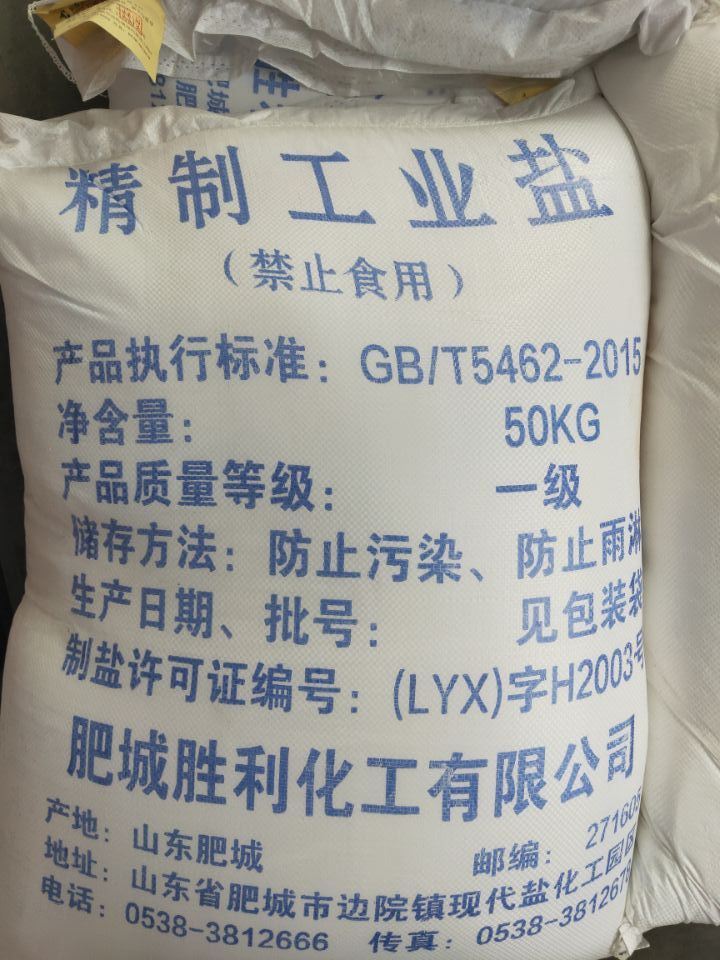 精制工业盐
（禁止食用）
产品执行标准：GB/T5462-2015
净含量： 50KG
产品质量等级： 一级
储存方法：防止污染、防止雨淋
生产日期、批号： 见包装袋
制盐许可证编号：(LYX)字H2003号
肥城胜利化工有限公司
产地：山东肥城 邮编：271608
地址：山东省肥城市边院镇现代盐化工园区
电话：0538-3812666 传真：0538-381267